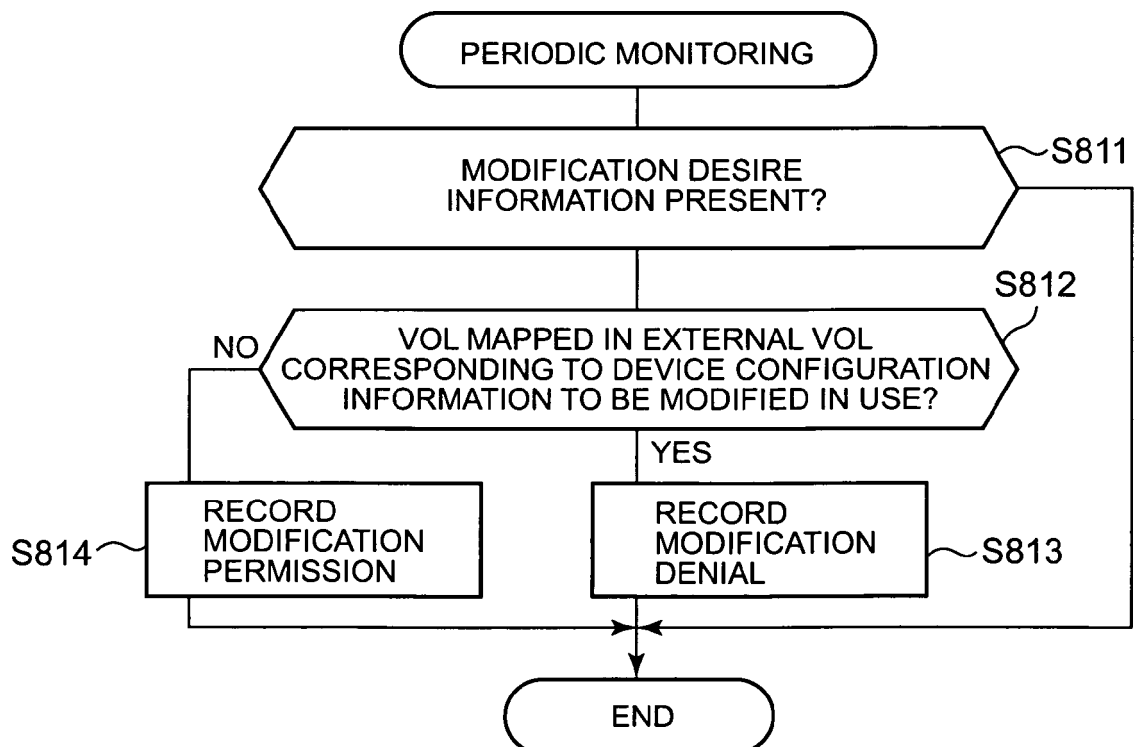 PERIODIC MONITORING
S811
MODIFICATION DESIRE
INFORMATION PRESENT?
S812
NO
VOL MAPPED IN EXTERNAL VOL
CORRESPONDING TO DEVICE CONFIGURATION
INFORMATION TO BE MODIFIED IN USE?
YES
S814
RECORD
MODIFICATION
PERMISSION
RECORD
MODIFICATION
DENIAL
S813
END